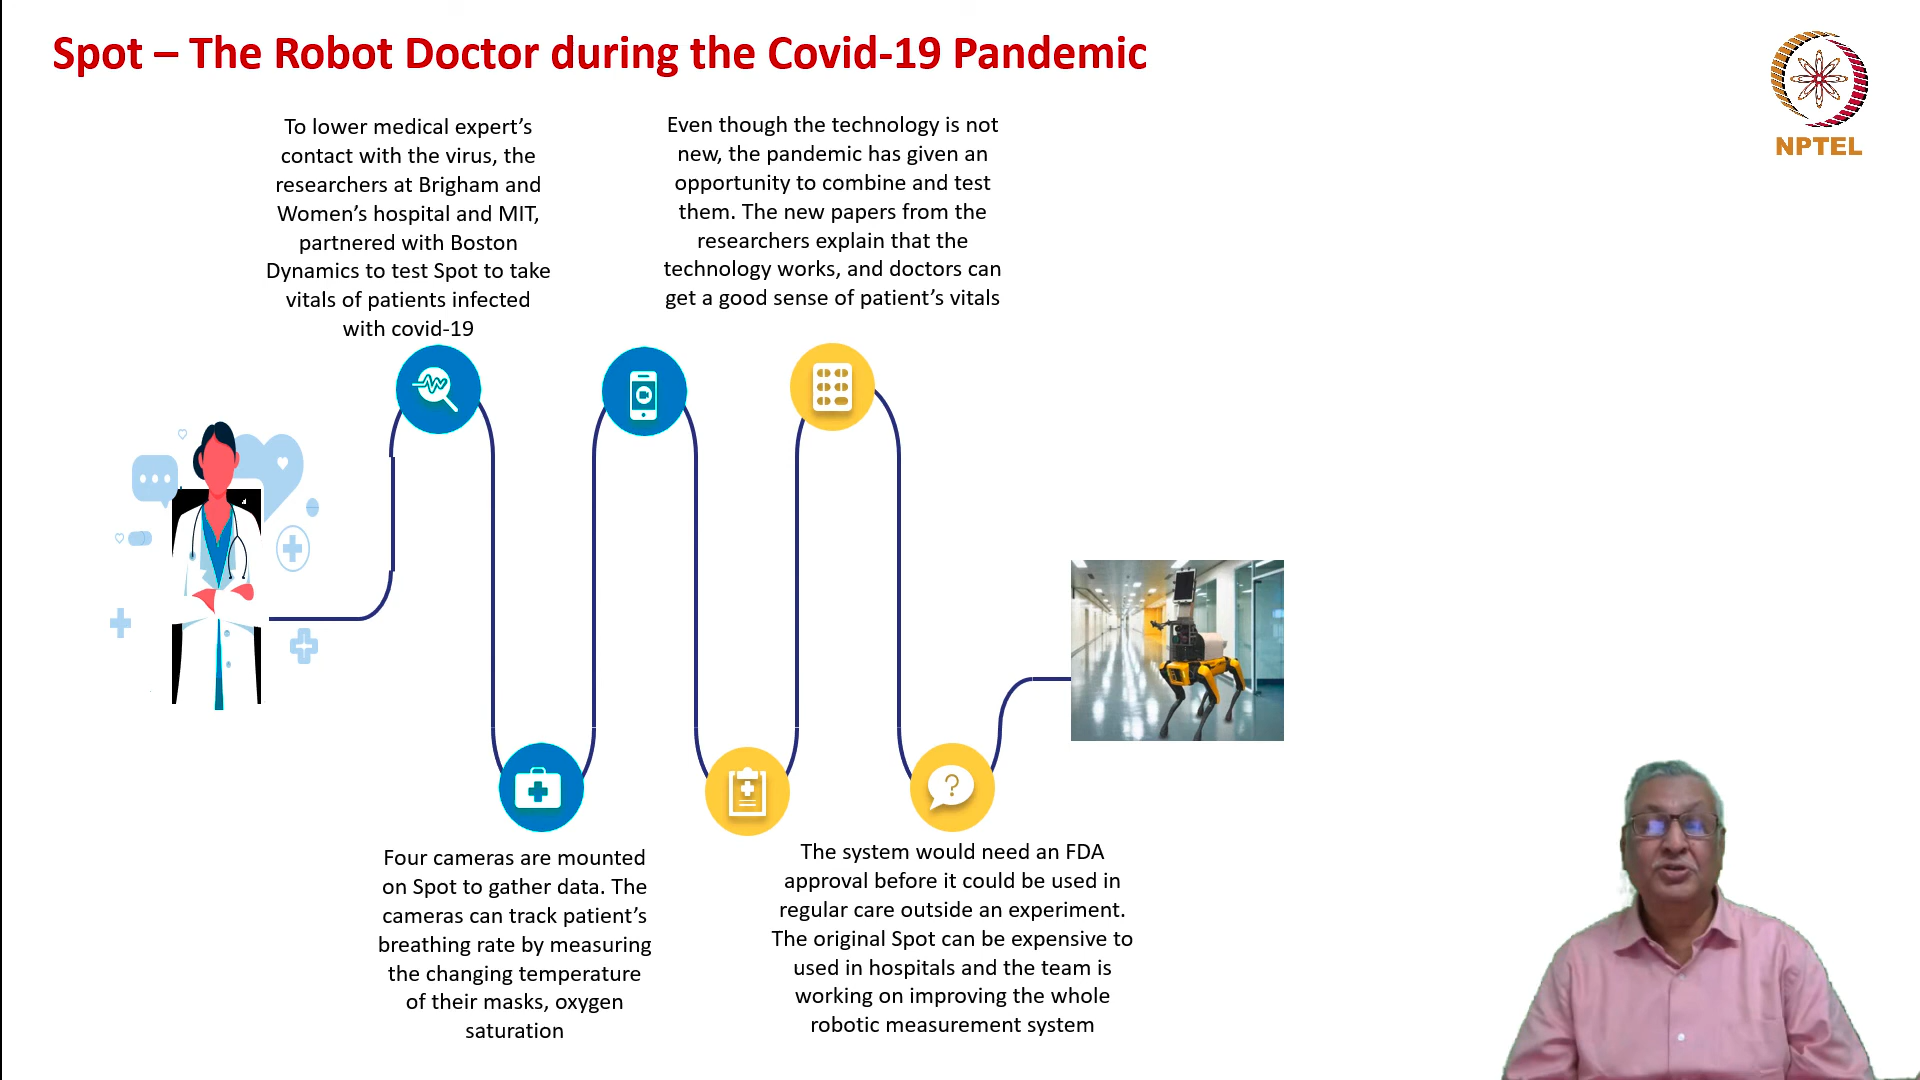 Spot – The Robot Doctor during the Covid-19 Pandemic
NPTEL
To lower medical expert’s
contact with the virus, the
researchers at Brigham and
Women’s hospital and MIT,
partnered with Boston
Dynamics to test Spot to take
vitals of patients infected
with covid-19
Even though the technology is not
new, the pandemic has given an
opportunity to combine and test
them. The new papers from the
researchers explain that the
technology works, and doctors can
get a good sense of patient’s vitals
Four cameras are mounted
on Spot to gather data. The
cameras can track patient’s
breathing rate by measuring
the changing temperature
of their masks, oxygen
saturation
The system would need an FDA
approval before it could be used in
regular care outside an experiment.
The original Spot can be expensive to
used in hospitals and the team is
working on improving the whole
robotic measurement system